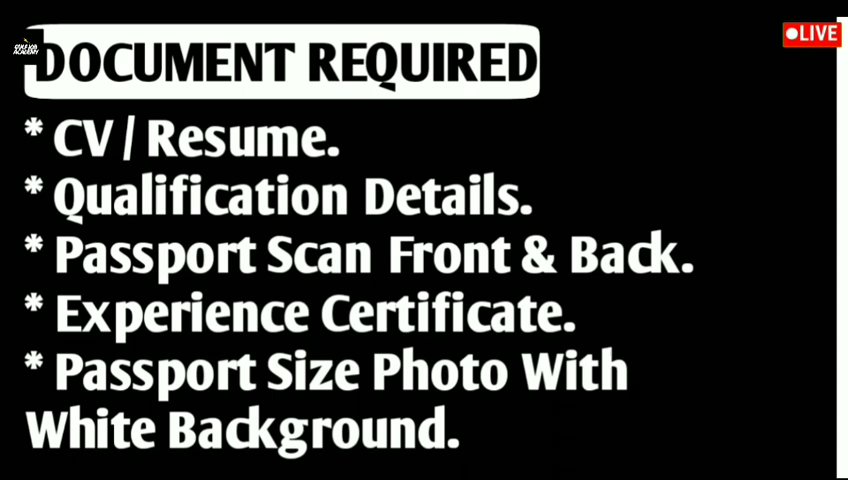 DOCUMENT REQUIRED
LIVE
* CV / Resume.
* Qualification Details.
* Passport Scan Front & Back.
* Experience Certificate.
* Passport Size Photo With
White Background.